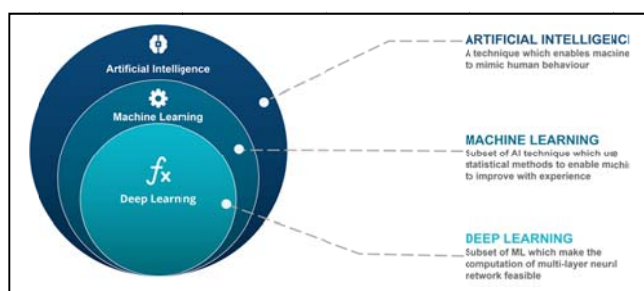 Artificial Intelligence
Machine Learning
fx
Deep Learning
ARTIFICIAL INTELLIGENC
A technique which enables machine
to mimic human behaviour
MACHINE LEARNING
Subset of AI technique which use
statistical methods to enable machi
to improve with experience
DEEP LEARNING
Subset of ML which make the
computation of multi-layer neural
network feasible